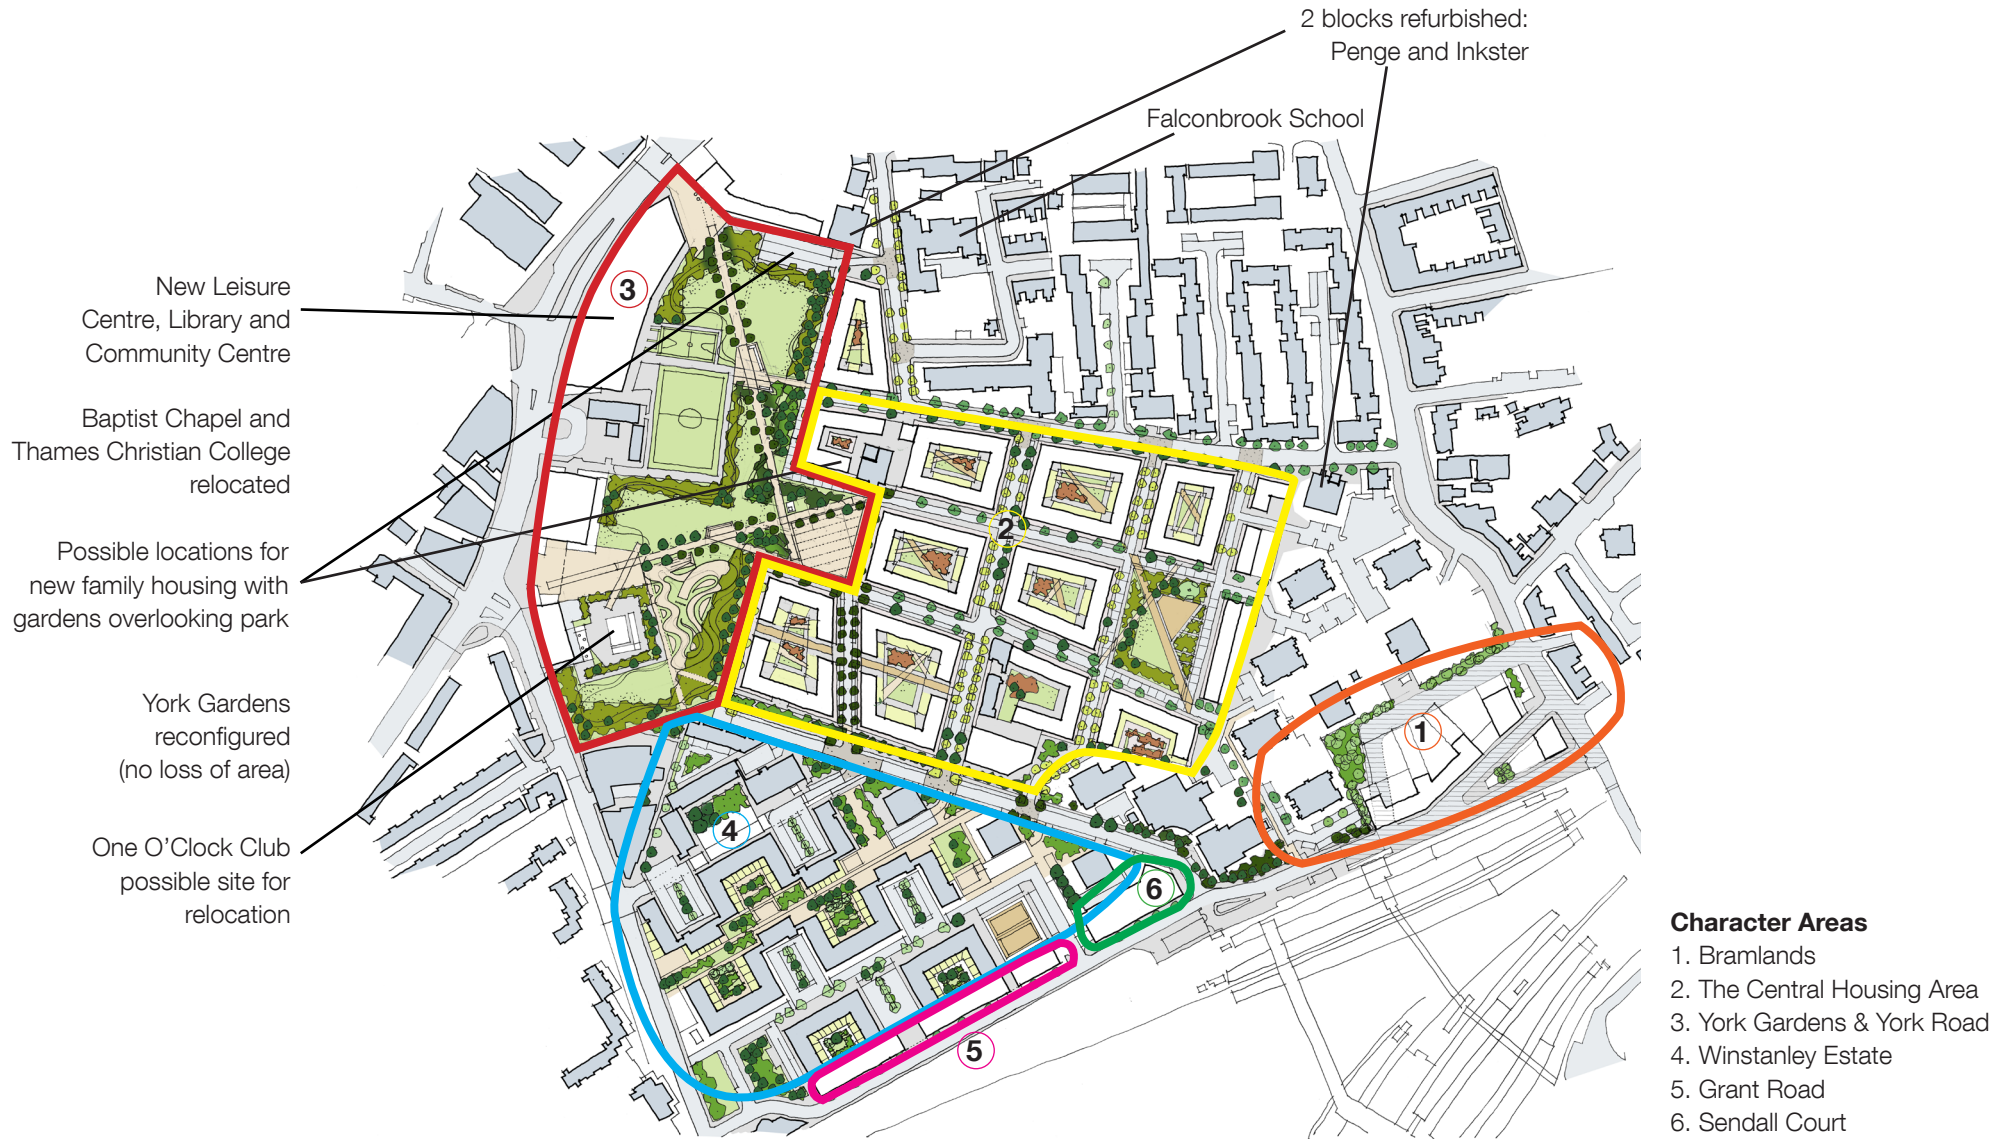 2 blocks refurbished:
Penge and Inkster
Falconbrook School
New Leisure
Centre, Library and
Community Centre
Baptist Chapel and
Thames Christian College
relocated
Possible locations for
new family housing with
gardens overlooking park
York Gardens
reconfigured
(no loss of area)
One O’Clock Club
possible site for
relocation
3
2
1
4
6
5
Character Areas
1. Bramlands
2. The Central Housing Area
3. York Gardens & York Road
4. Winstanley Estate
5. Grant Road
6. Sendall Court